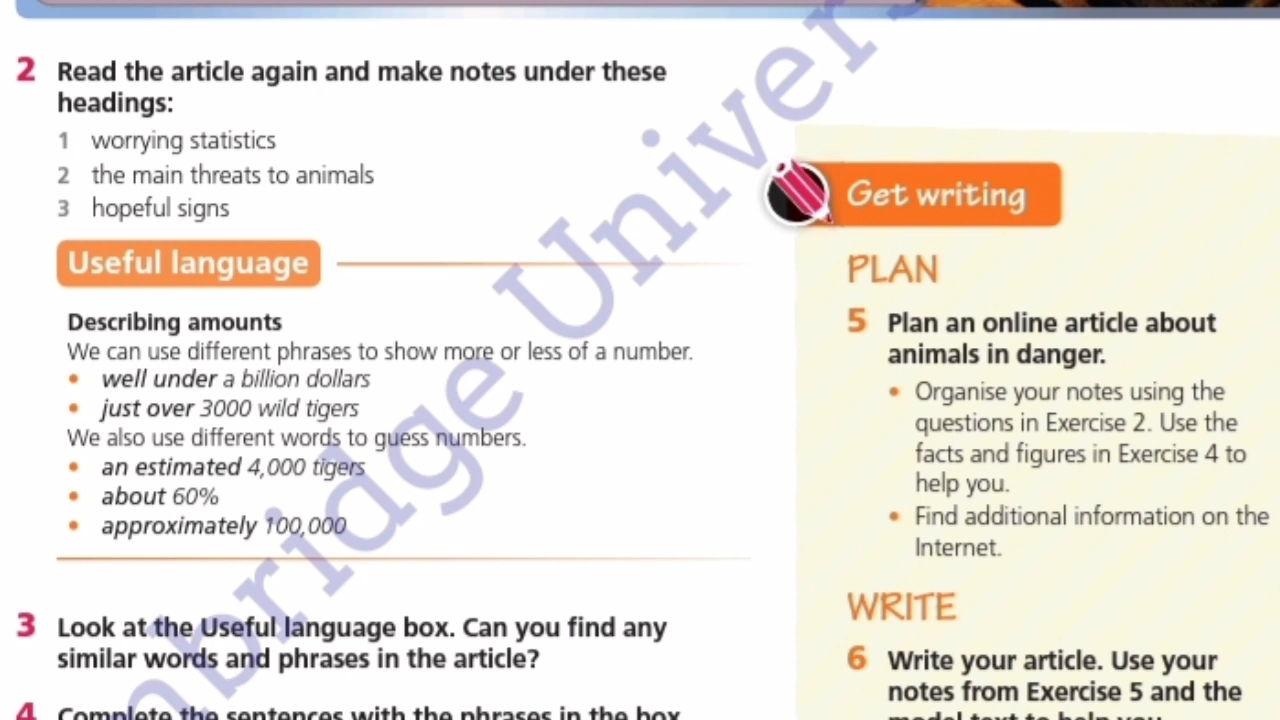 2 Read the article again and make notes under these
headings:
1 worrying statistics
2 the main threats to animals
3 hopeful signs
Useful language
Describing amounts
We can use different phrases to show more or less of a number.
• well under a billion dollars
• just over 3000 wild tigers
We also use different words to guess numbers.
• an estimated 4,000 tigers
• about 60%
• approximately 100,000
3 Look at the Useful language box. Can you find any
similar words and phrases in the article?
4 Complete the sentences with the phrases in the box.
Get writing
PLAN
5 Plan an online article about
animals in danger.
• Organise your notes using the
questions in Exercise 2. Use the
facts and figures in Exercise 4 to
help you.
• Find additional information on the
Internet.
WRITE
6 Write your article. Use your
notes from Exercise 5 and the
model text to help you.
nbridge Univers